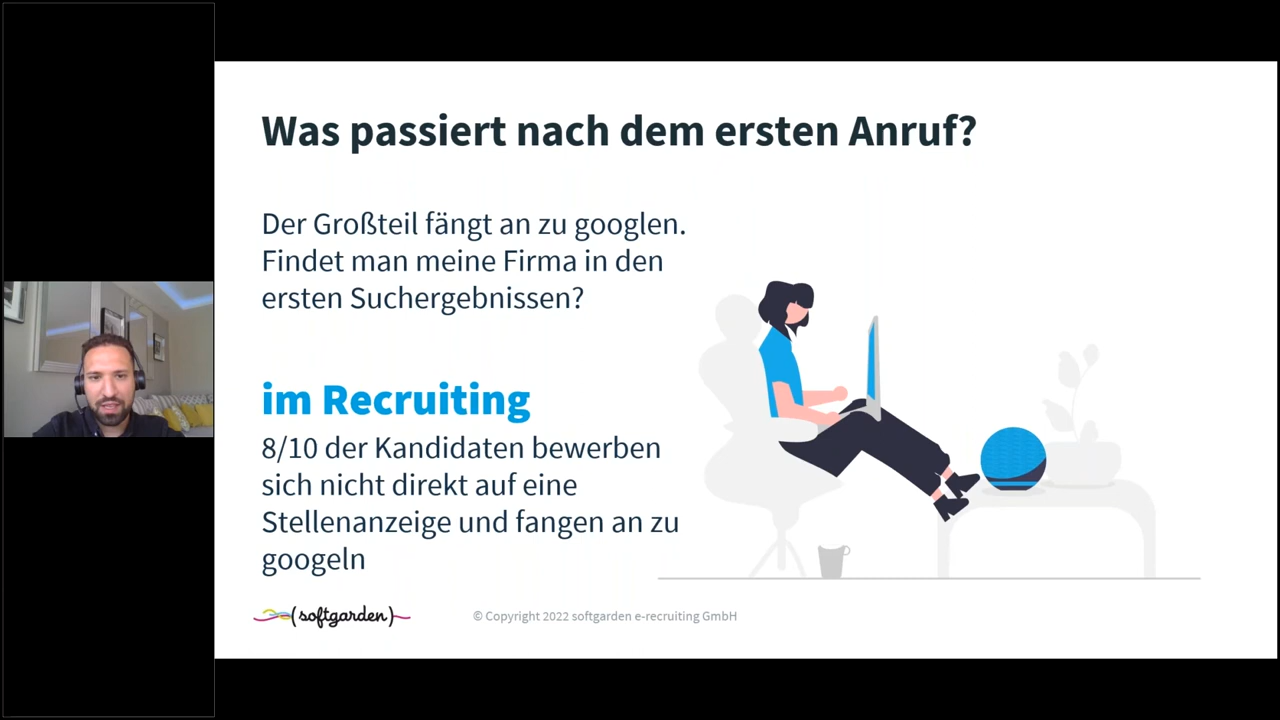 Was passiert nach dem ersten Anruf?
Der Großteil fängt an zu googlen.
Findet man meine Firma in den
ersten Suchergebnissen?
im Recruiting
8/10 der Kandidaten bewerben
sich nicht direkt auf eine
Stellenanzeige und fangen an zu
googeln
(softgarden)
© Copyright 2022 softgarden e-recruiting GmbH